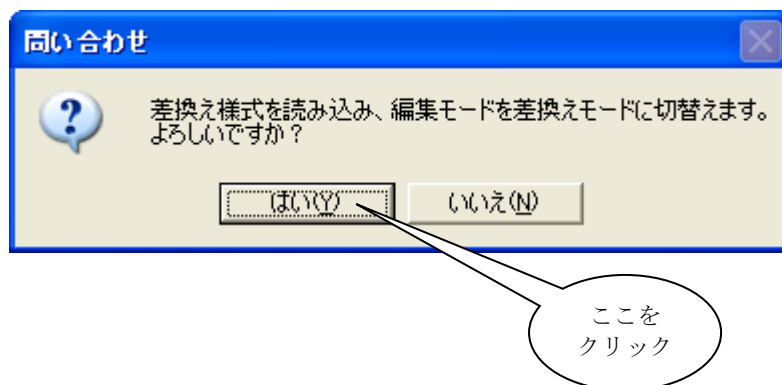 問い合わせ
差換え様式を読み込み、編集モードを差換えモードに切替えます。
よろしいですか？
はい(Y) いいえ(N)
ここを
クリック